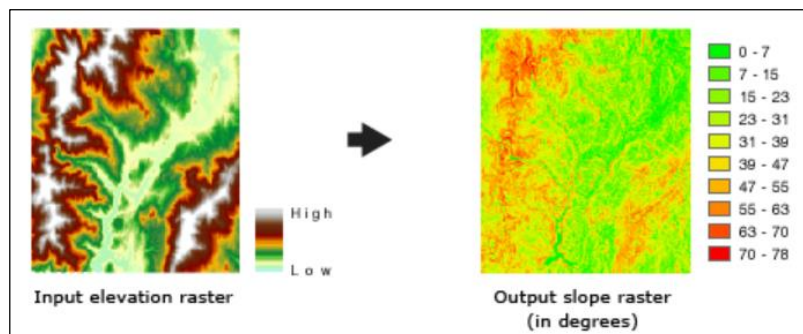 High
Low
Input elevation raster
0 - 7
7 - 15
15 - 23
23 - 31
31 - 39
39 - 47
47 - 55
55 - 63
63 - 70
70 - 78
Output slope raster
(in degrees)